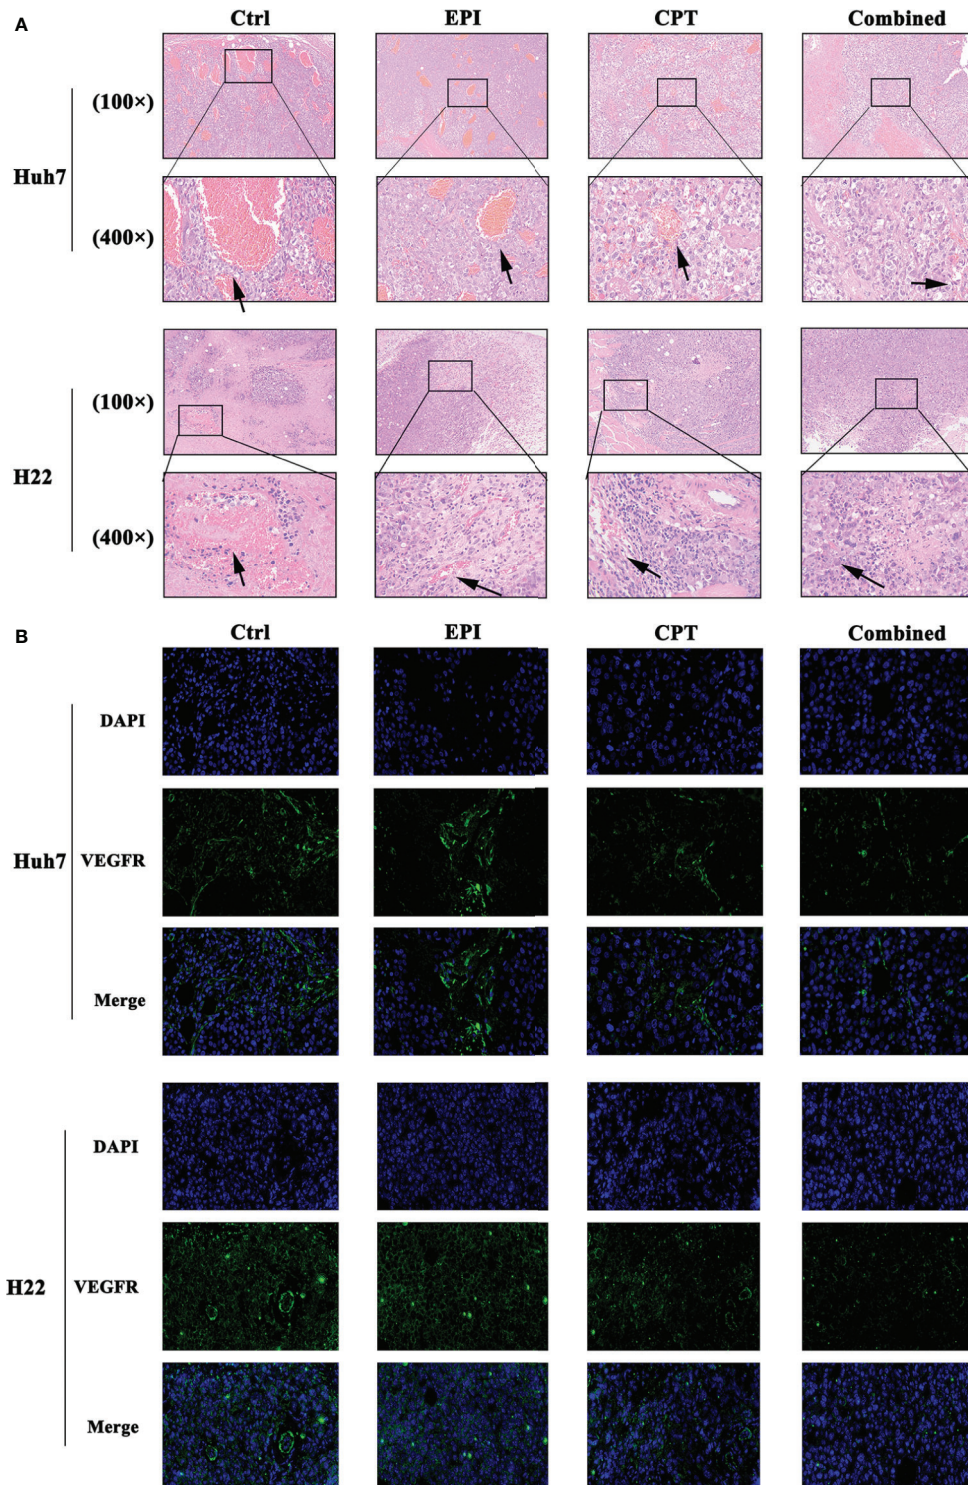 A
Ctrl EPI CPT Combined
(100×)
Huh7
(400×)
(100×)
H22
(400×)
B
Ctrl EPI CPT Combined
DAPI
Huh7 VEGFR
Merge
DAPI
H22 VEGFR
Merge